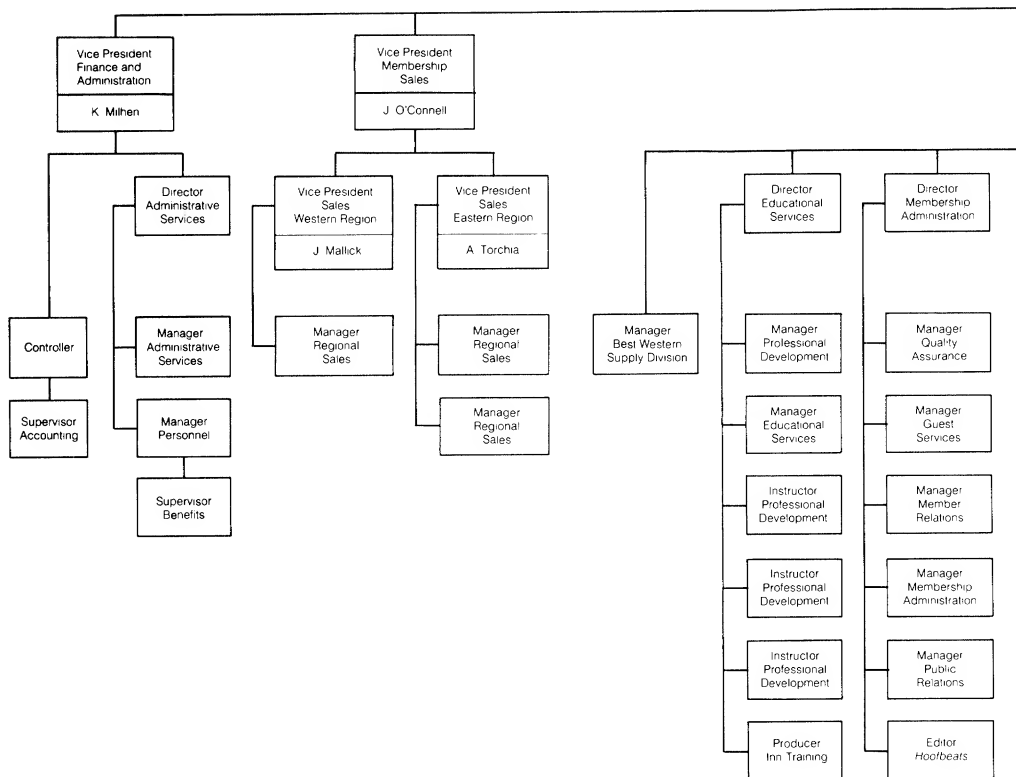 Vice President
Finance and
Administration
K Milhen
Vice President
Membership
Sales
J O'Connell
Director
Administrative
Services
Vice President
Sales
Western Region
J Mallick
Vice President
Sales
Eastern Region
A Torchia
Director
Educational
Services
Director
Membership
Administration
Controller
Manager
Administrative
Services
Manager
Regional
Sales
Manager
Regional
Sales
Manager
Best Western
Supply Division
Manager
Professional
Development
Manager
Quality
Assurance
Supervisor
Accounting
Manager
Personnel
Manager
Regional
Sales
Manager
Educational
Services
Manager
Guest
Services
Supervisor
Benefits
Instructor
Professional
Development
Manager
Member
Relations
Instructor
Professional
Development
Manager
Membership
Administration
Instructor
Professional
Development
Manager
Public
Relations
Producer
Inn Training
Editor
Hoofbeats